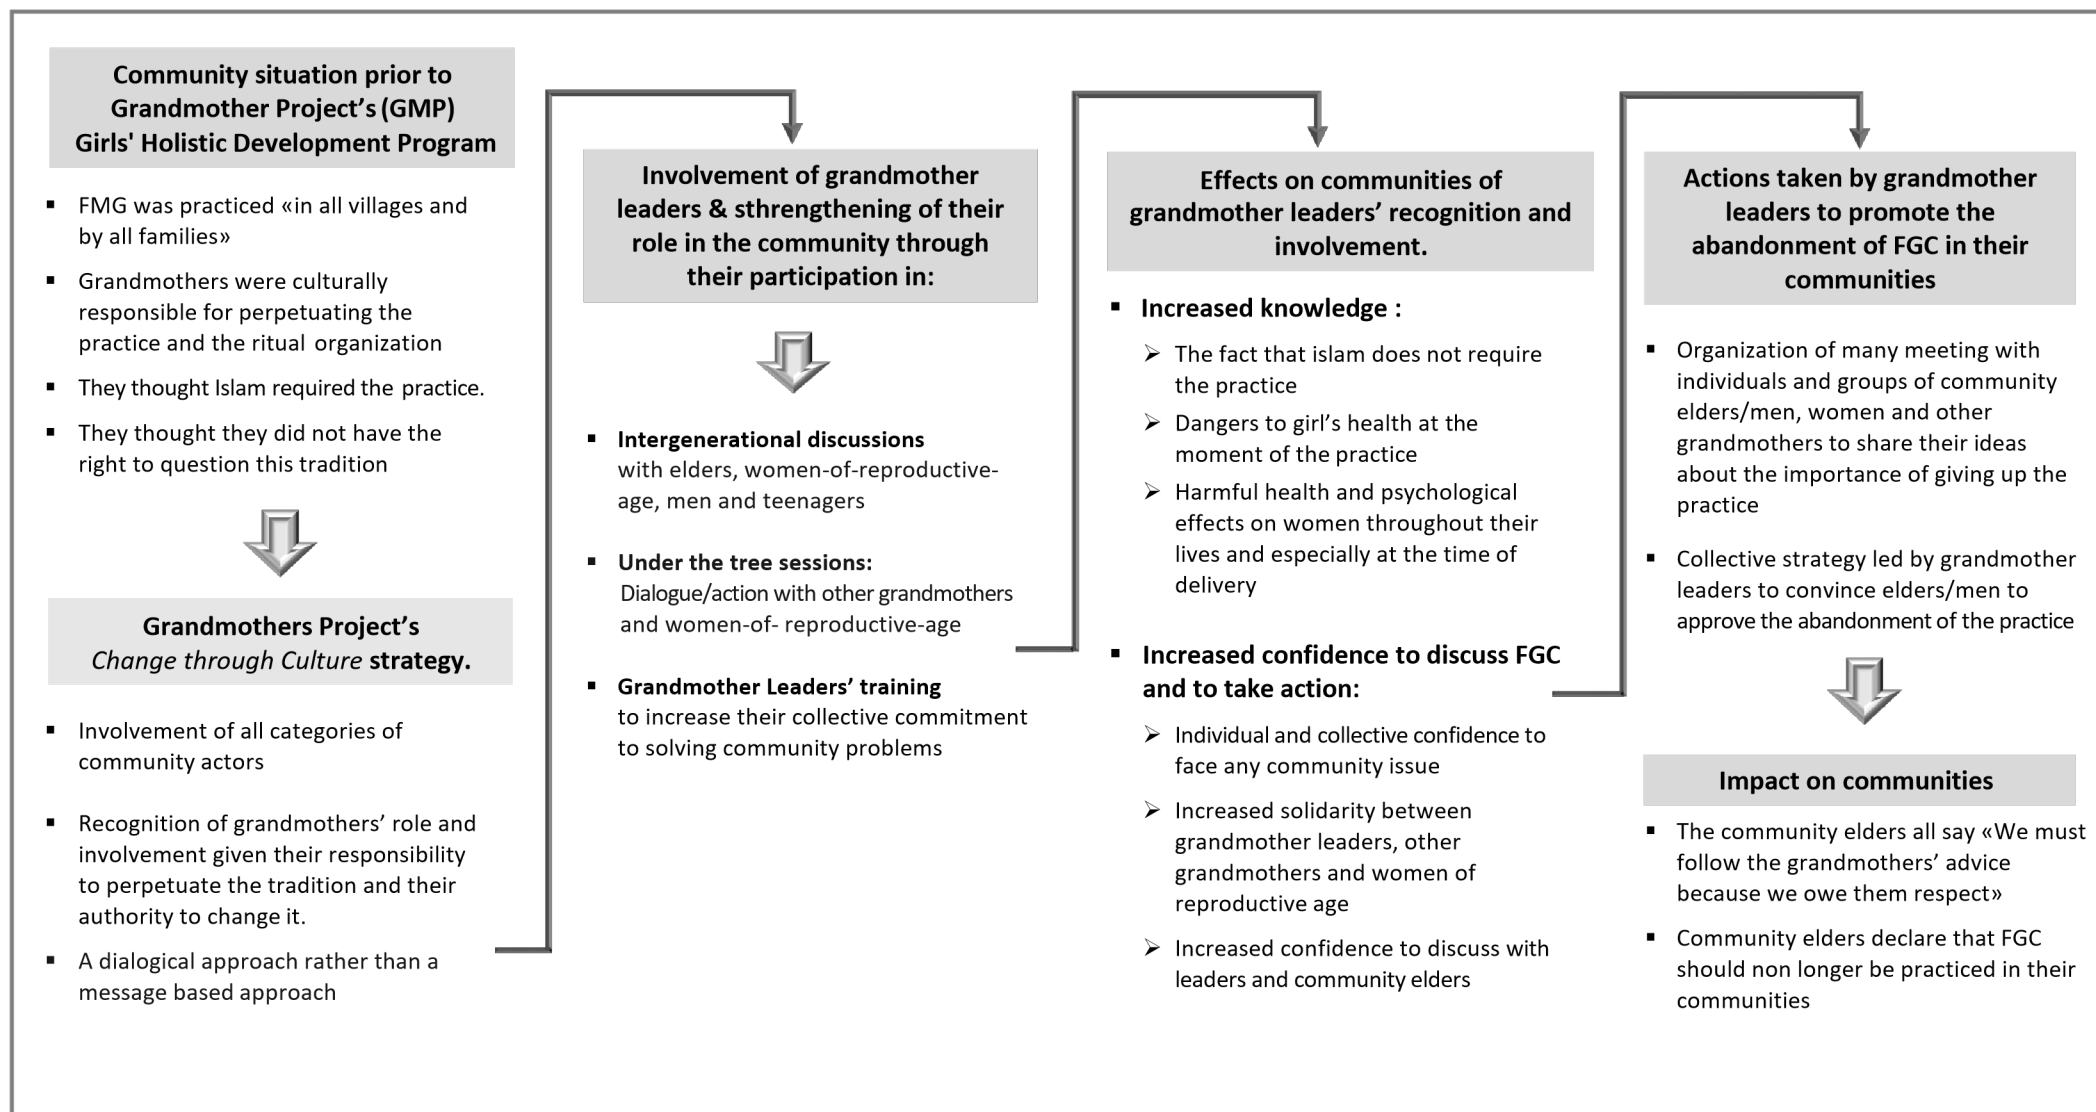 Community situation prior to
Grandmother Project’s (GMP)
Girls' Holistic Development Program
▪ FMG was practiced «in all villages and
by all families»
▪ Grandmothers were culturally
responsible for perpetuating the
practice and the ritual organization
▪ They thought Islam required the practice.
▪ They thought they did not have the
right to question this tradition
Grandmothers Project’s
Change through Culture strategy.
▪ Involvement of all categories of
community actors
▪ Recognition of grandmothers’ role and
involvement given their responsibility
to perpetuate the tradition and their
authority to change it.
▪ A dialogical approach rather than a
message based approach
Involvement of grandmother
leaders & sthrengthening of their
role in the community through
their participation in:
▪ Intergenerational discussions
with elders, women-of-reproductive-
age, men and teenagers
▪ Under the tree sessions:
Dialogue/action with other grandmothers
and women-of- reproductive-age
▪ Grandmother Leaders’ training
to increase their collective commitment
to solving community problems
Effects on communities of
grandmother leaders’ recognition and
involvement.
▪ Increased knowledge :
➢ The fact that islam does not require
the practice
➢ Dangers to girl’s health at the
moment of the practice
➢ Harmful health and psychological
effects on women throughout their
lives and especially at the time of
delivery
▪ Increased confidence to discuss FGC
and to take action:
➢ Individual and collective confidence to
face any community issue
➢ Increased solidarity between
grandmother leaders, other
grandmothers and women of
reproductive age
➢ Increased confidence to discuss with
leaders and community elders
Actions taken by grandmother
leaders to promote the
abandonment of FGC in their
communities
▪ Organization of many meeting with
individuals and groups of community
elders/men, women and other
grandmothers to share their ideas
about the importance of giving up the
practice
▪ Collective strategy led by grandmother
leaders to convince elders/men to
approve the abandonment of the practice
Impact on communities
▪ The community elders all say «We must
follow the grandmothers’ advice
because we owe them respect»
▪ Community elders declare that FGC
should non longer be practiced in their
communities